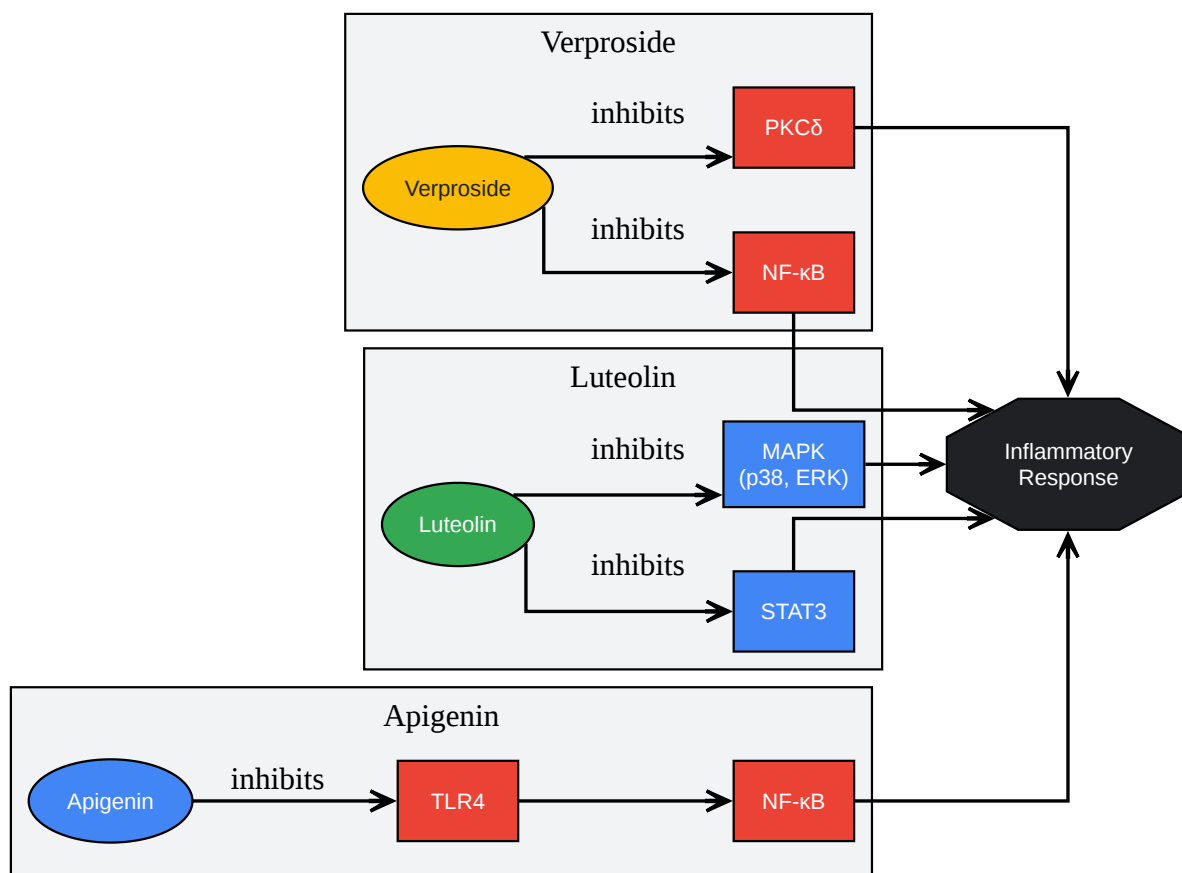 Verproside
inhibits
PKCδ
Verproside
inhibits
NF-κB
Luteolin
inhibits
MAPK
(p38, ERK)
Inflammatory
Response
Luteolin
inhibits
STAT3
Apigenin
inhibits
Apigenin
TLR4
NF-κB